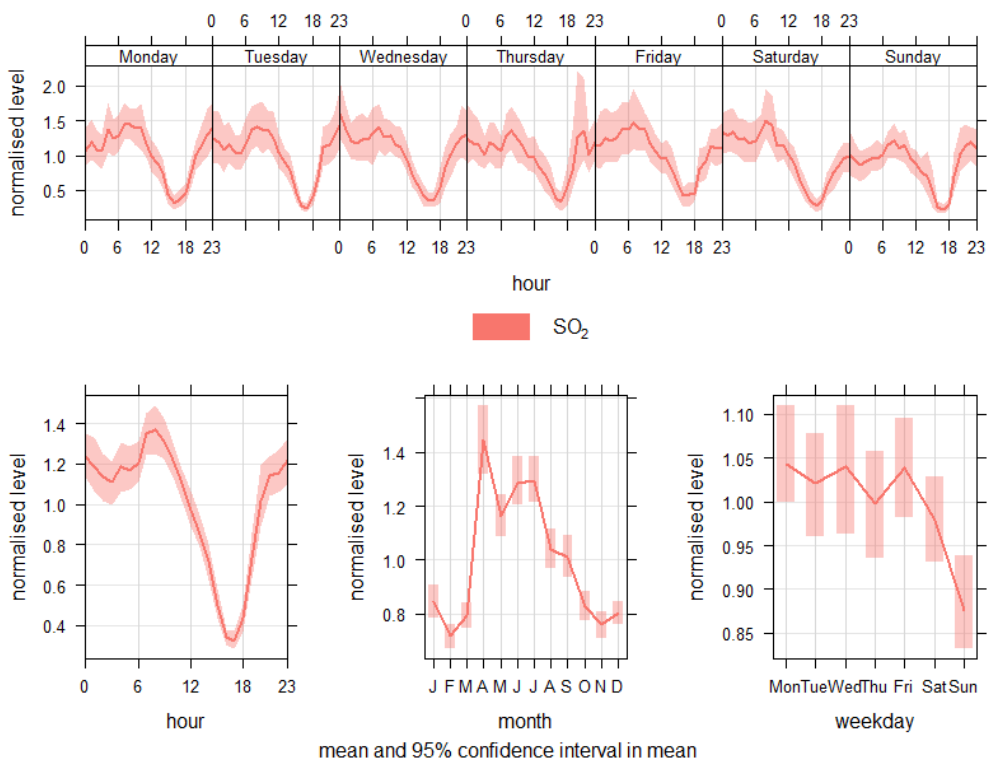 0 6 12 18 23 0 6 12 18 23 0 6 12 18 23
Monday Tuesday Wednesday Thursday Friday Saturday Sunday
2.0
1.5
1.0
0.5
normalised level
0 6 12 18 23 0 6 12 18 23 0 6 12 18 23 0 6 12 18 23
hour
SO2
1.4
1.2
1.0
0.8
0.6
0.4
normalised level
0 6 12 18 23
hour
1.4
1.2
1.0
0.8
normalised level
J F M A M J J A S O N D
month
1.10
1.05
1.00
0.95
0.90
0.85
normalised level
Mon Tue Wed Thu Fri Sat Sun
weekday
mean and 95% confidence interval in mean